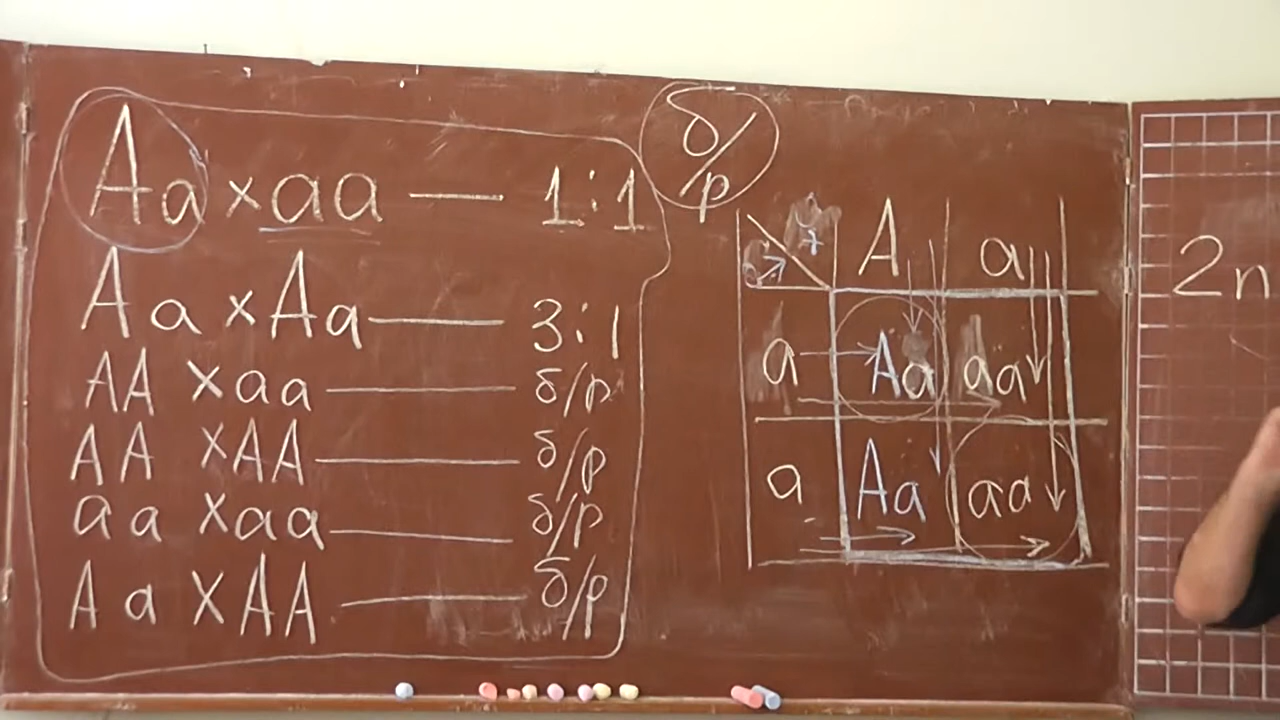 Aa x aa — 1:1
Aa x Aa — 3:1
AA x aa — б/р
AA x AA — б/р
aa x aa — б/р
Aa x AA — б/р
б/р
A a
a Aa aa
a Aa aa
2n